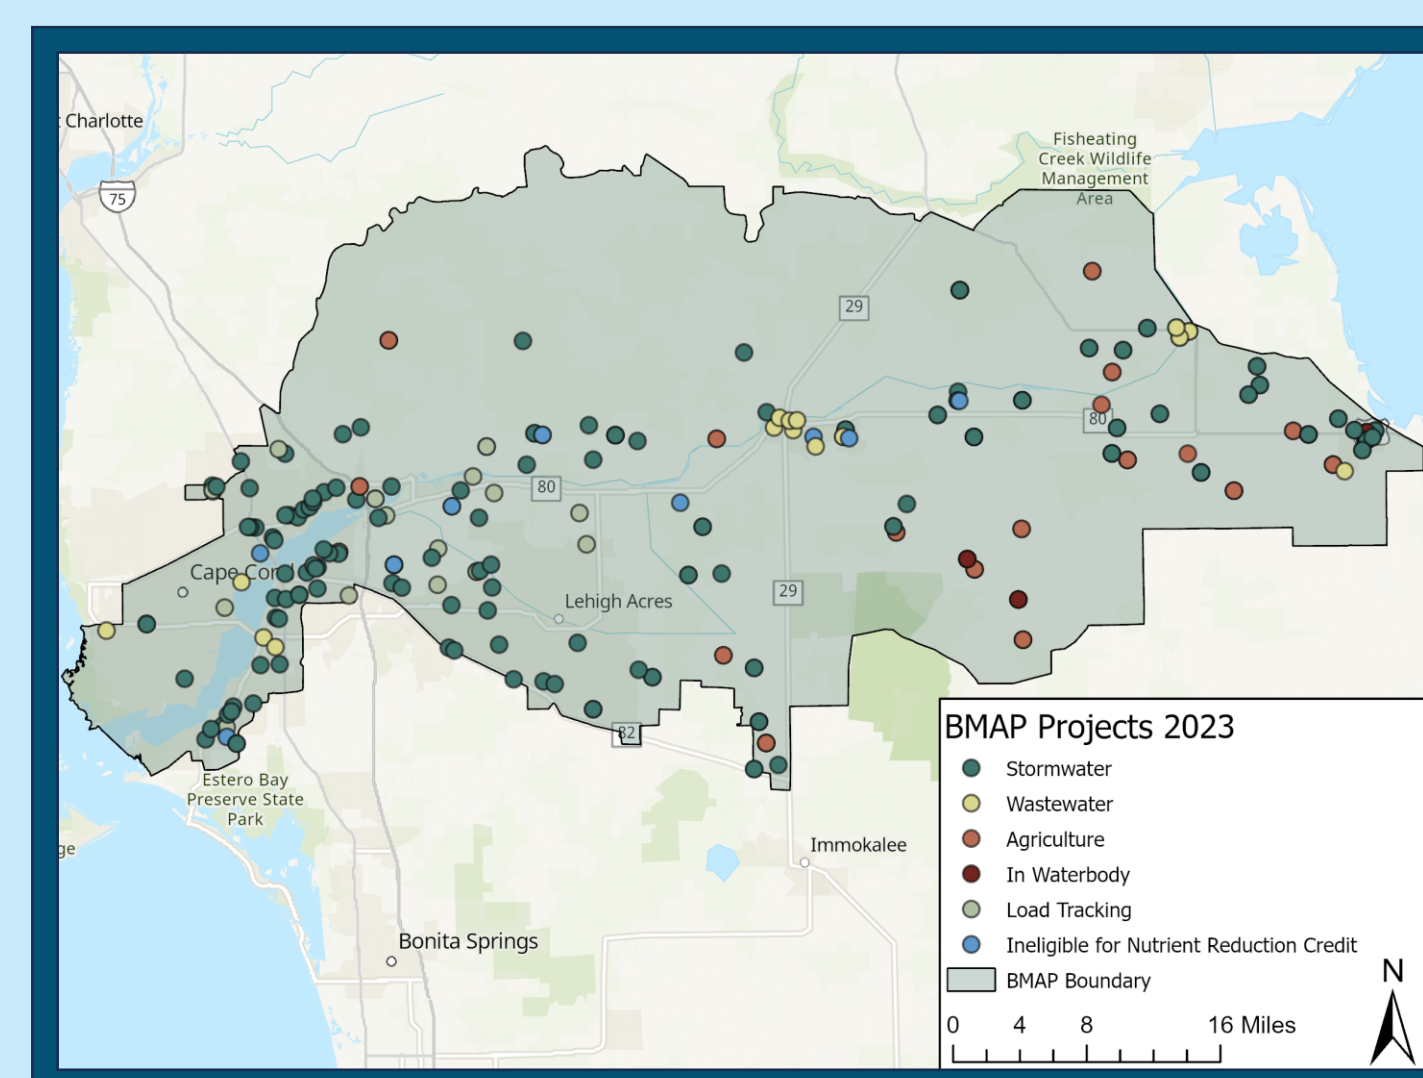 t Charlotte
75
Fisheating
Creek Wildlife
Management
Area
29
80
80
Cape Coral
Lehigh Acres
29
82
Estero Bay
Preserve State
Park
ge
Immokalee
Bonita Springs
BMAP Projects 2023
Stormwater
Wastewater
Agriculture
In Waterbody
Load Tracking
Ineligible for Nutrient Reduction Credit
BMAP Boundary
N
0 4 8 16 Miles